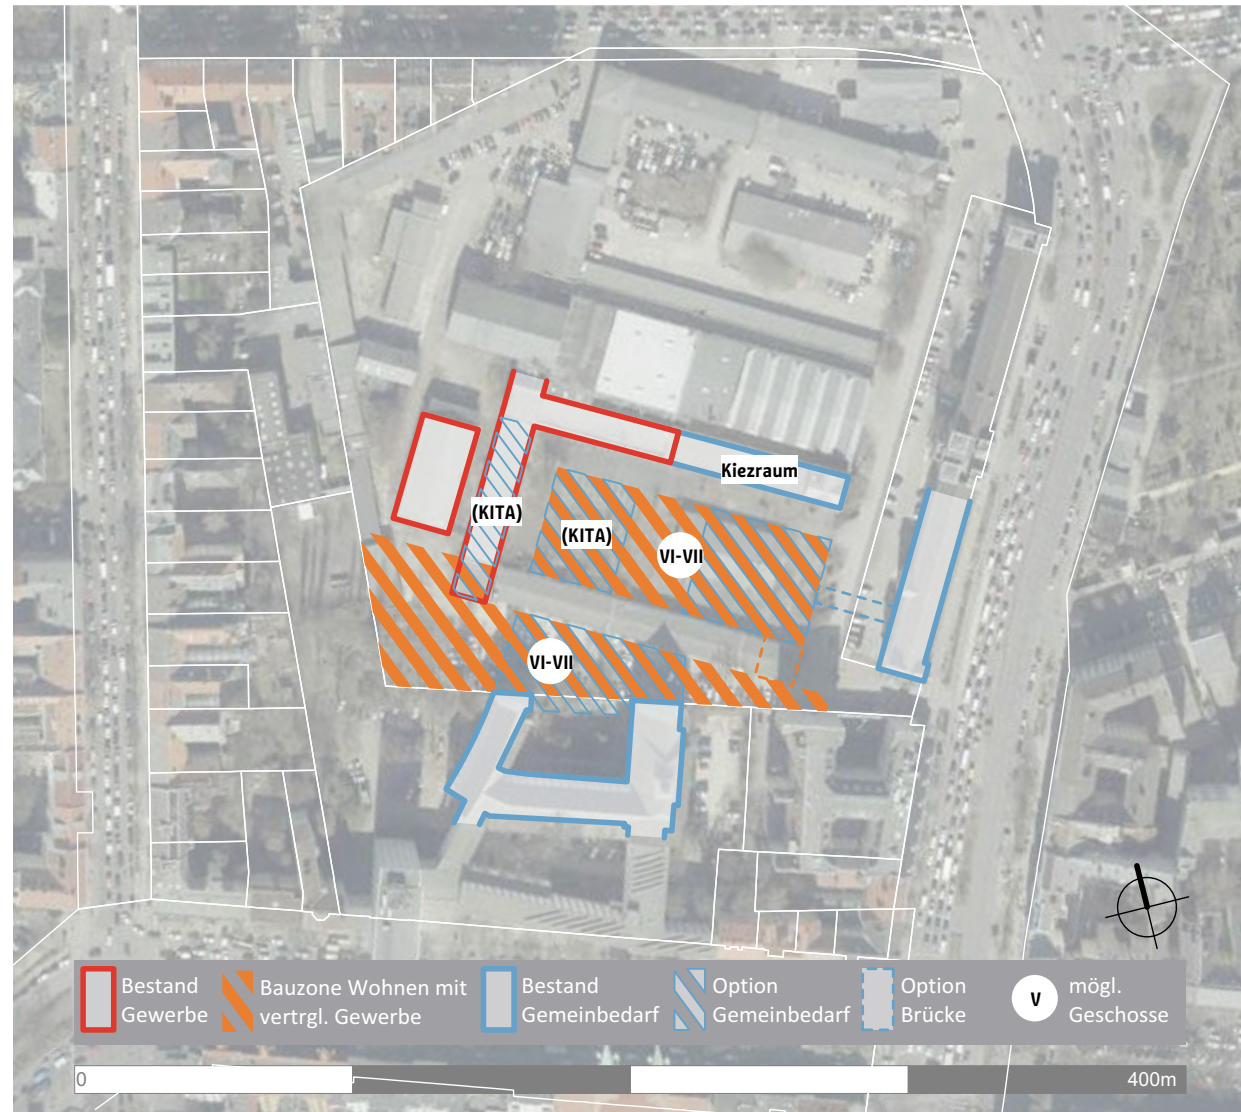 Kiezraum
(KITA)
(KITA)
VI-VII
VI-VII
Bestand
Gewerbe
Bauzone Wohnen mit
vertrgl. Gewerbe
Bestand
Gemeinbedarf
Option
Gemeinbedarf
Option
Brücke
V
mögl.
Geschosse
0
400m